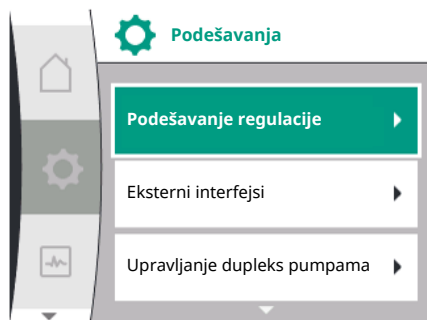 Podešavanja
Podešavanje regulacije
Eksterni interfejsi
Upravljanje dupleks pumpama